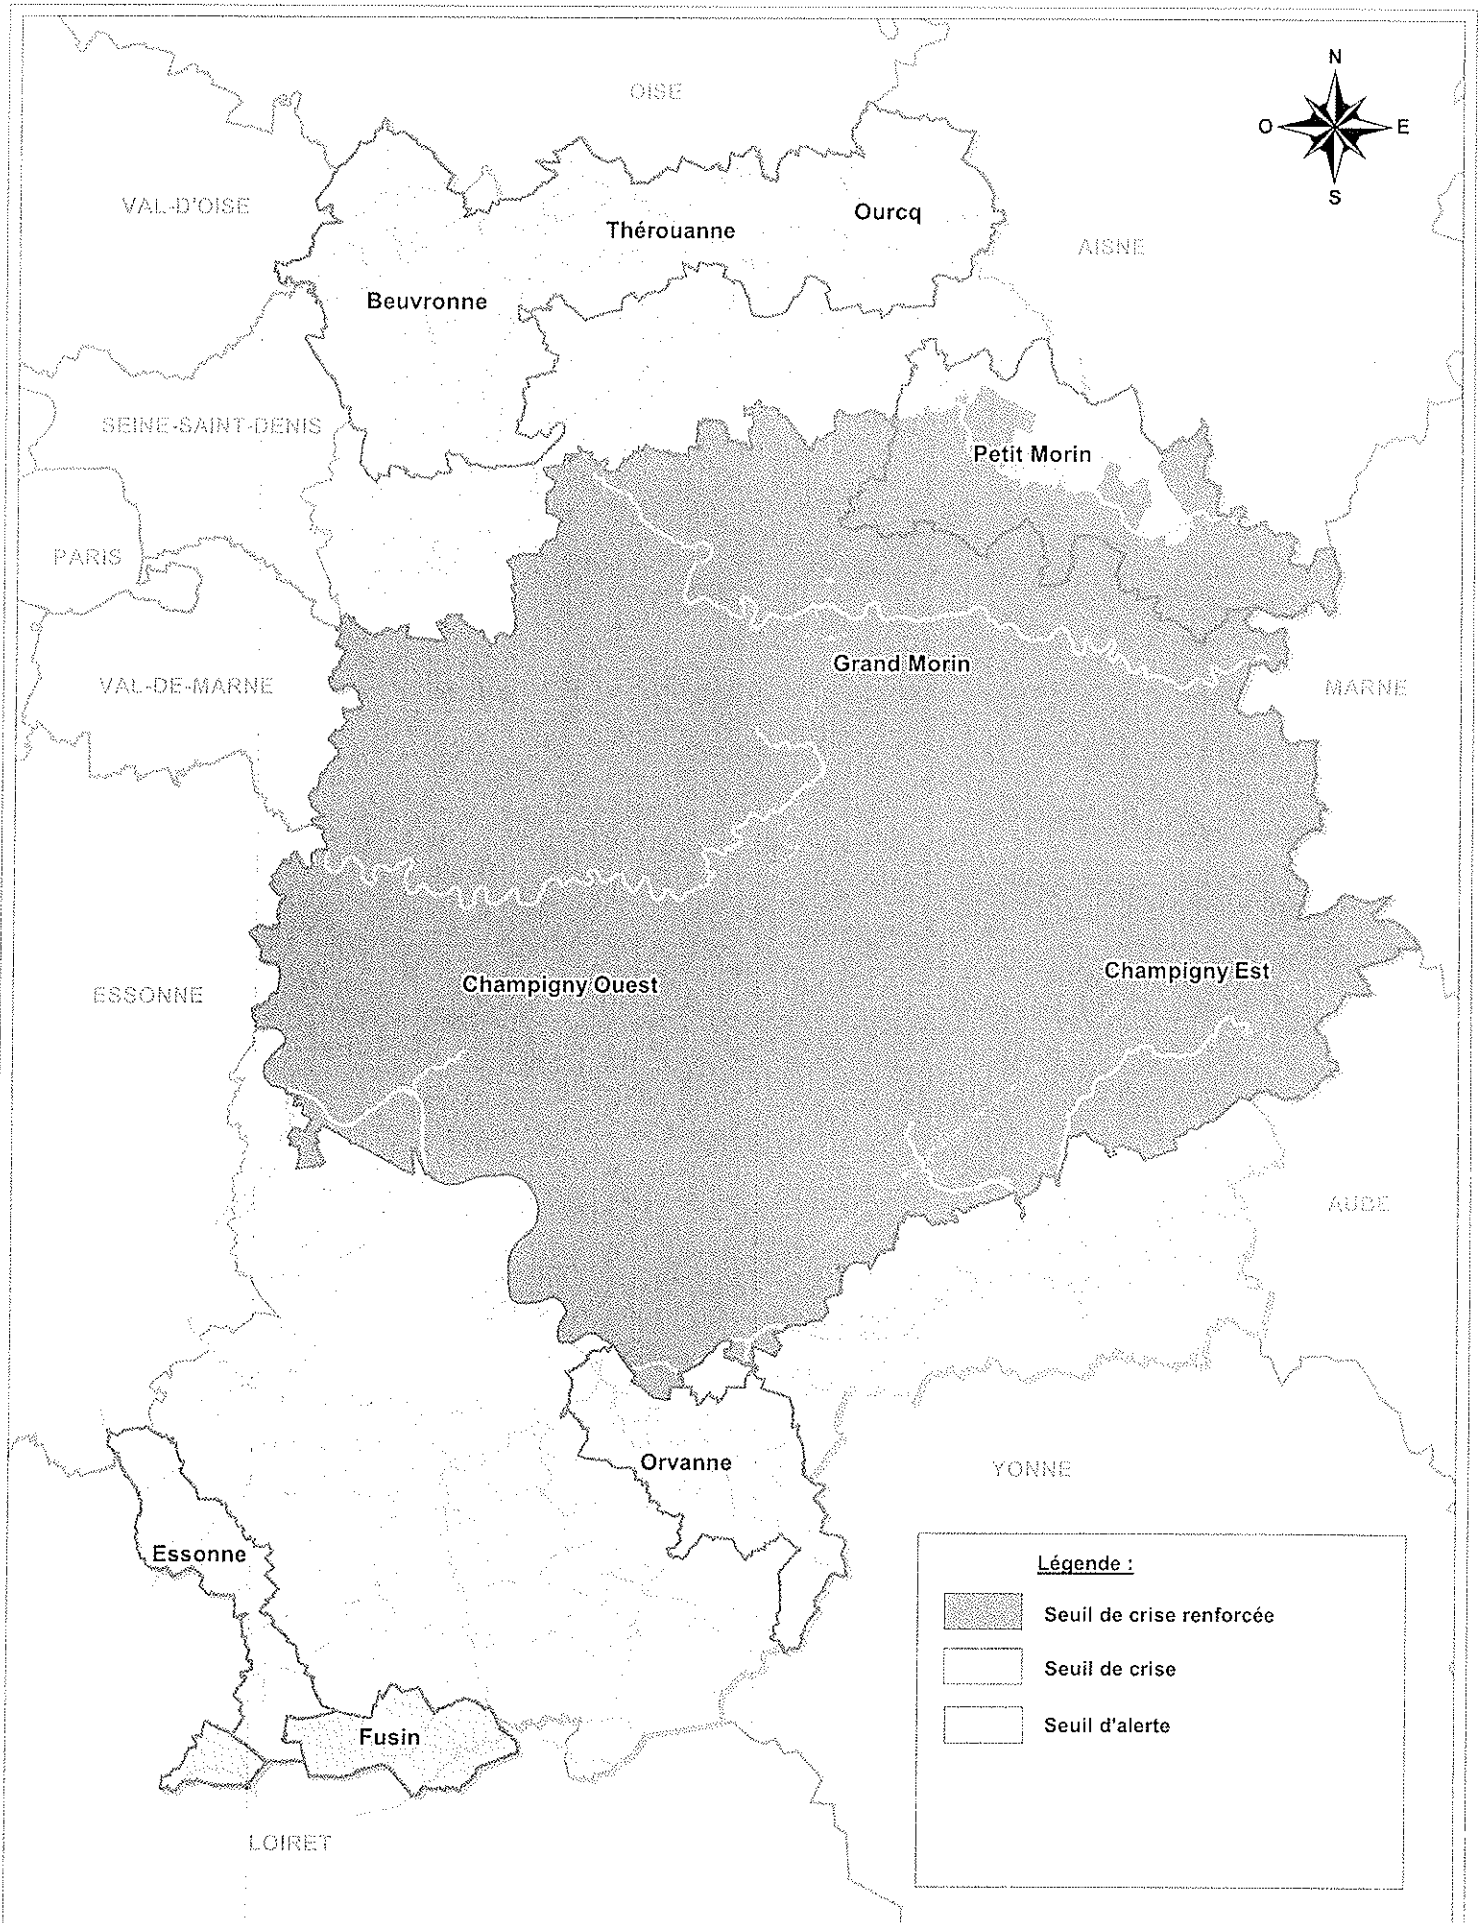 N
OISE
O
E
S
VAL-D'OISE
Ourcq
Thérouanne
AISNE
Beuvronne
SEINE-SAINT-DENIS
Petit Morin
PARIS
Grand Morin
VAL-DE-MARNE
MARNE
Champigny Est
Champigny Ouest
ESSONNE
AUBE
Orvanne
YONNE
Essonne
Légende :
Seuil de crise renforcée
Seuil de crise
Seuil d'alerte
Fusin
LOIRET